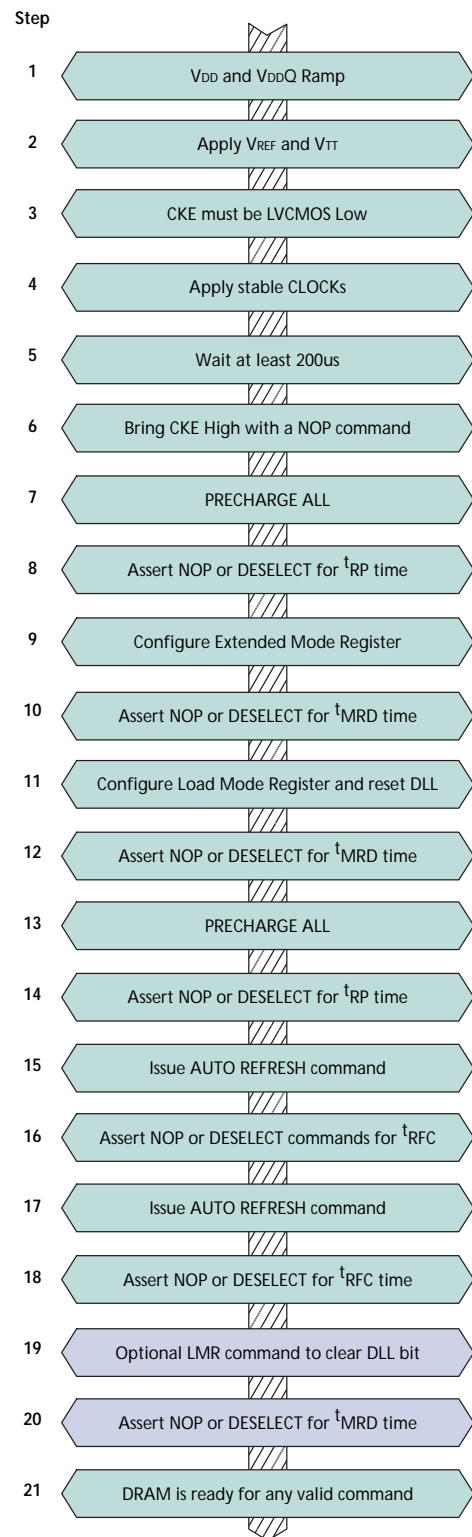 Step
1 VDD and VDDQ Ramp
2 Apply VREF and VTT
3 CKE must be LVCMOS Low
4 Apply stable CLOCKs
5 Wait at least 200us
6 Bring CKE High with a NOP command
7 PRECHARGE ALL
8 Assert NOP or DESELECT for tRP time
9 Configure Extended Mode Register
10 Assert NOP or DESELECT for tMRD time
11 Configure Load Mode Register and reset DLL
12 Assert NOP or DESELECT for tMRD time
13 PRECHARGE ALL
14 Assert NOP or DESELECT for tRP time
15 Issue AUTO REFRESH command
16 Assert NOP or DESELECT commands for tRFC
17 Issue AUTO REFRESH command
18 Assert NOP or DESELECT for tRFC time
19 Optional LMR command to clear DLL bit
20 Assert NOP or DESELECT for tMRD time
21 DRAM is ready for any valid command